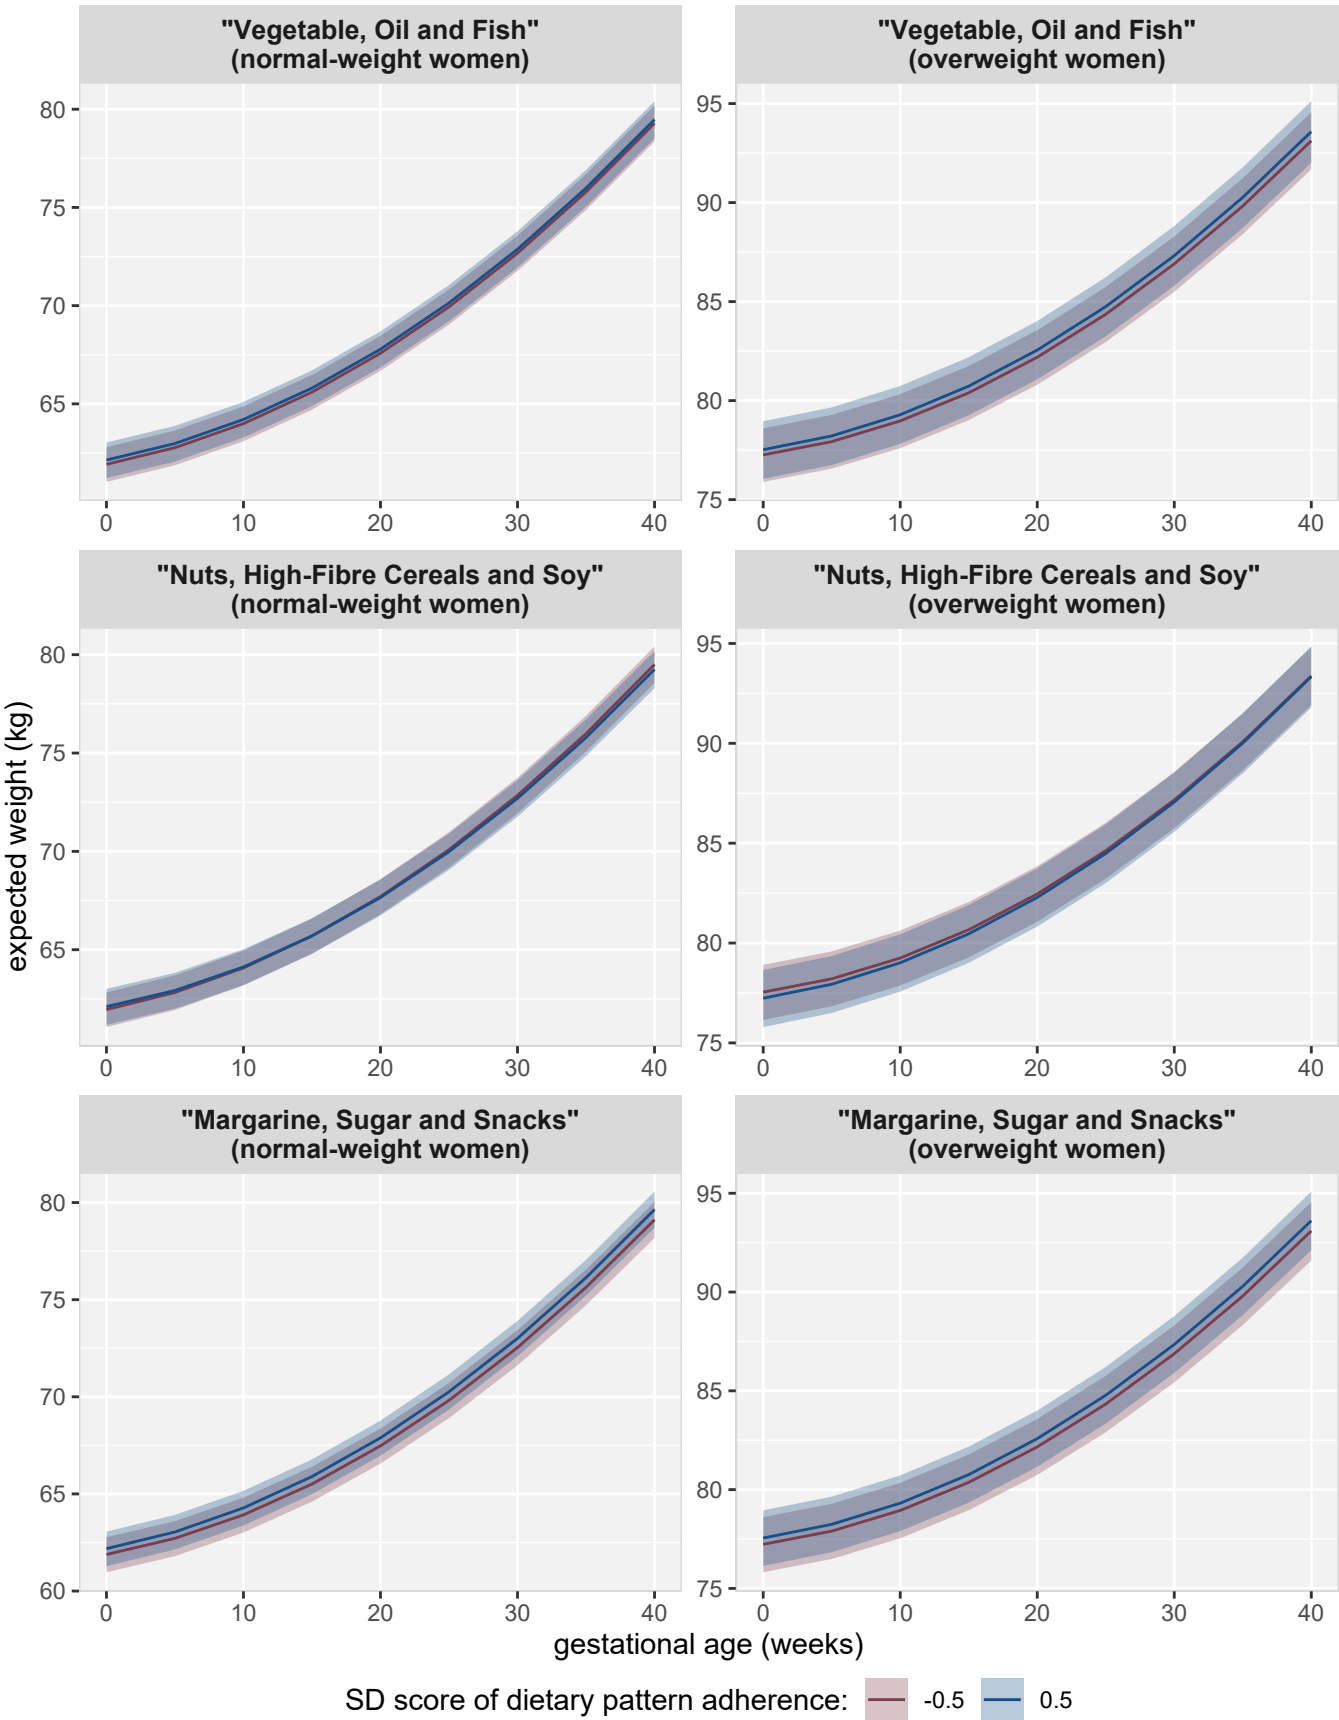 "Vegetable, Oil and Fish"
(normal-weight women)
"Vegetable, Oil and Fish"
(overweight women)
80
75
70
65
0 10 20 30 40
95
90
85
80
75
0 10 20 30 40
"Nuts, High-Fibre Cereals and Soy"
(normal-weight women)
"Nuts, High-Fibre Cereals and Soy"
(overweight women)
expected weight (kg)
80
75
70
65
0 10 20 30 40
95
90
85
80
75
0 10 20 30 40
"Margarine, Sugar and Snacks"
(normal-weight women)
"Margarine, Sugar and Snacks"
(overweight women)
80
75
70
65
60
0 10 20 30 40
95
90
85
80
75
0 10 20 30 40
gestational age (weeks)
SD score of dietary pattern adherence: -0.5 0.5